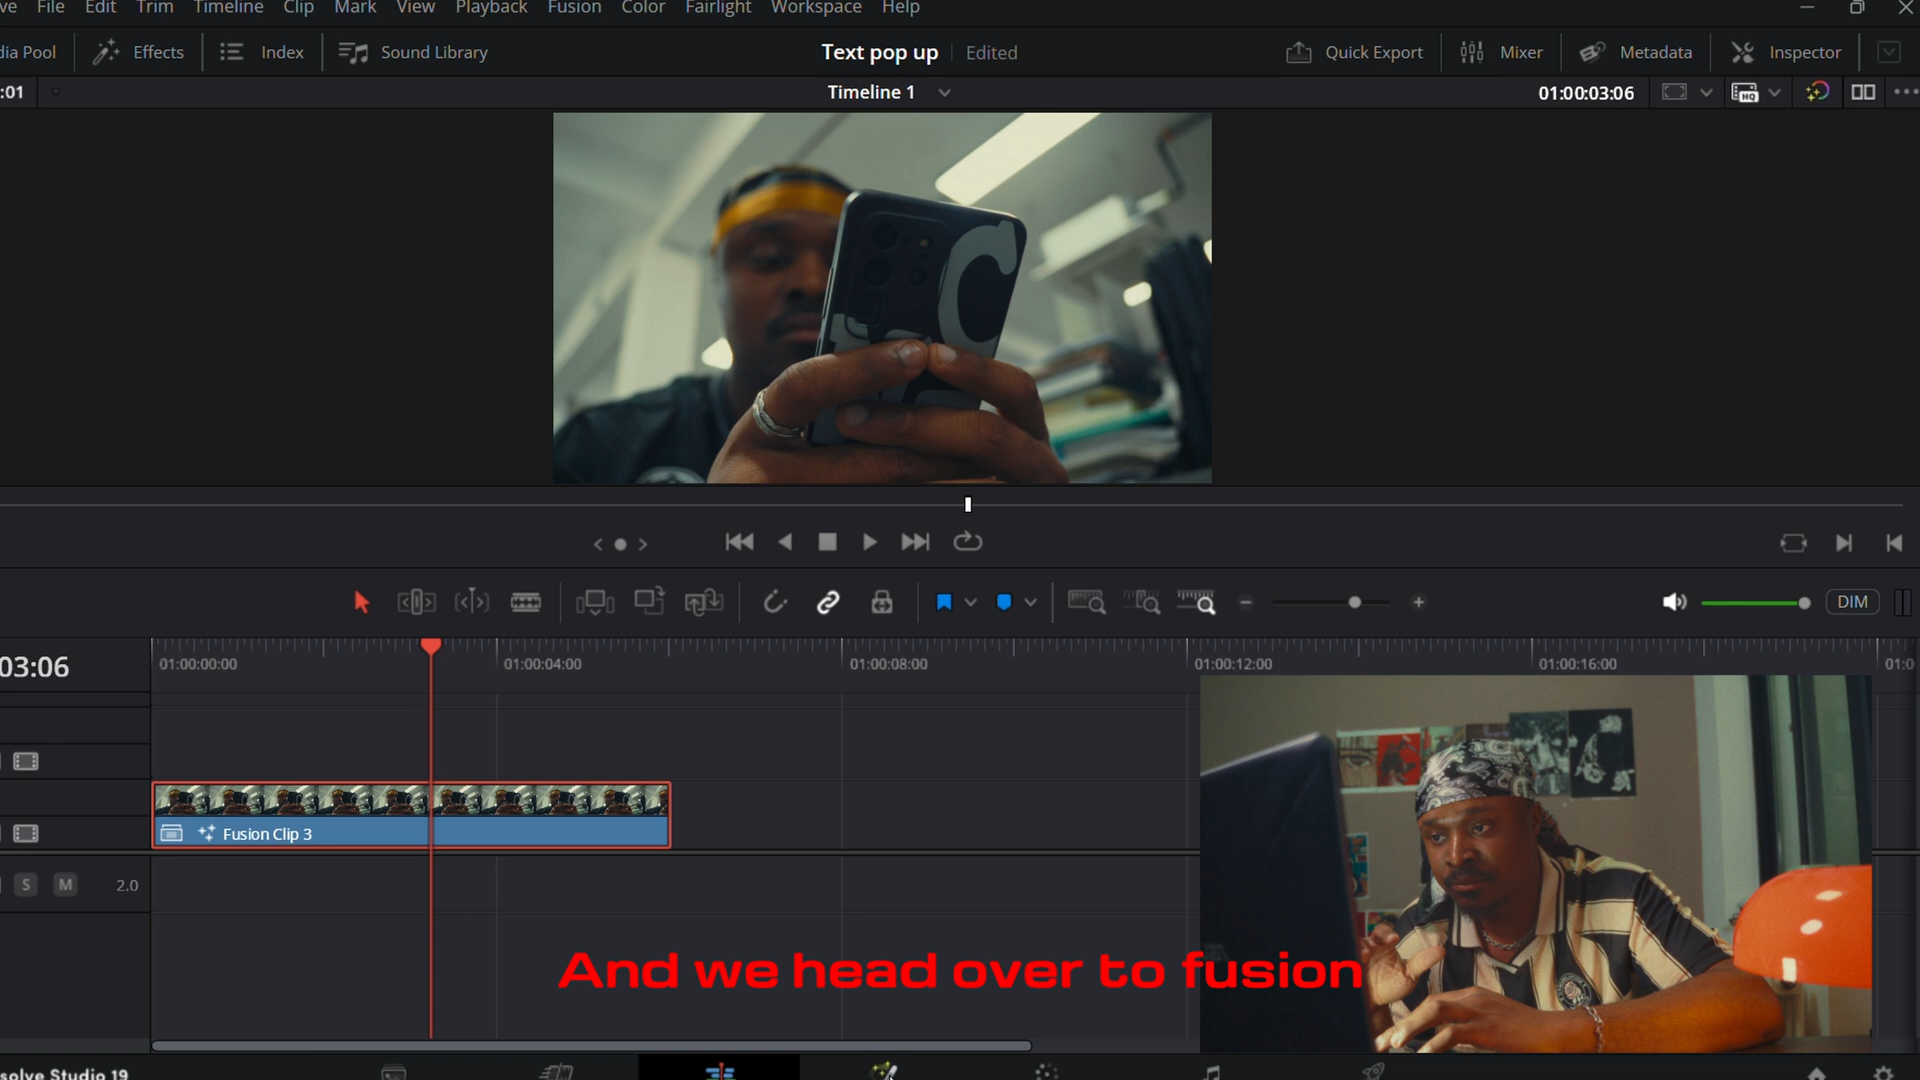 ve File Edit Trim Timeline Clip Mark View Playback Fusion Color Fairlight Workspace Help
dia Pool Effects Index Sound Library Text pop up Edited Quick Export Mixer Metadata Inspector
:01 Timeline 1 01:00:03:06 HQ
DIM
03:06 01:00:00:00 01:00:04:00 01:00:08:00 01:00:12:00 01:00:16:00 01:0
Fusion Clip 3
S M 2.0
And we head over to fusion
solve Studio 19